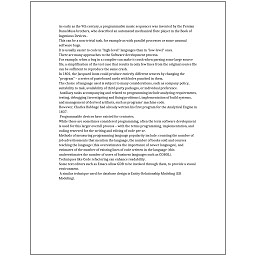 As early as the 9th century, a programmable music sequencer was invented by the Persian
Banu Musa brothers, who described an automated mechanical flute player in the Book of
Ingenious Devices.
This can be a non-trivial task, for example as with parallel processes or some unusual
software bugs.
It is usually easier to code in "high-level" languages than in "low-level" ones.
There are many approaches to the Software development process.
For example, when a bug in a compiler can make it crash when parsing some large source
file, a simplification of the test case that results in only few lines from the original source file
can be sufficient to reproduce the same crash.
In 1801, the Jacquard loom could produce entirely different weaves by changing the
"program" – a series of pasteboard cards with holes punched in them.
The choice of language used is subject to many considerations, such as company policy,
suitability to task, availability of third-party packages, or individual preference.
Auxiliary tasks accompanying and related to programming include analyzing requirements,
testing, debugging (investigating and fixing problems), implementation of build systems,
and management of derived artifacts, such as programs' machine code.
However, Charles Babbage had already written his first program for the Analytical Engine in
1837.
Programmable devices have existed for centuries.
While these are sometimes considered programming, often the term software development
is used for this larger overall process – with the terms programming, implementation, and
coding reserved for the writing and editing of code per se.
Methods of measuring programming language popularity include: counting the number of
job advertisements that mention the language, the number of books sold and courses
teaching the language (this overestimates the importance of newer languages), and
estimates of the number of existing lines of code written in the language (this
underestimates the number of users of business languages such as COBOL).
Techniques like Code refactoring can enhance readability.
Some text editors such as Emacs allow GDB to be invoked through them, to provide a visual
environment.
A similar technique used for database design is Entity-Relationship Modeling (ER
Modeling).